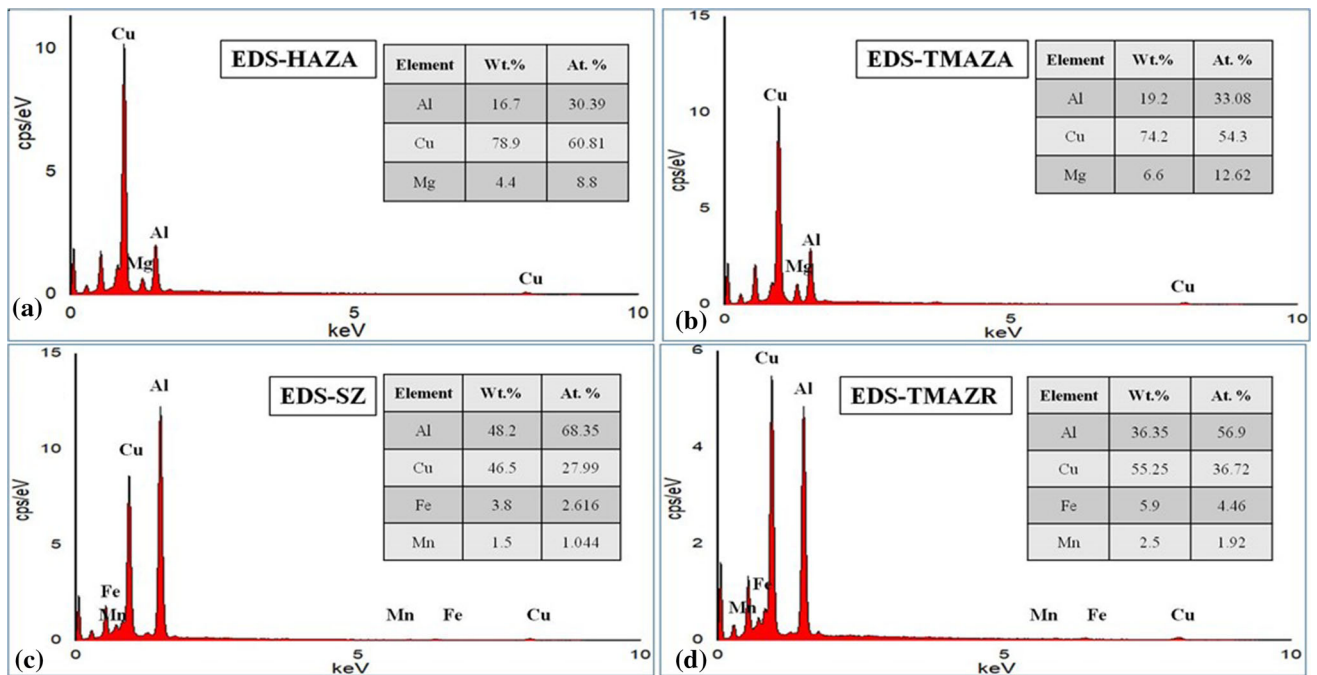 EDS-HAZA
Element Wt.% At. %
Al 16.7 30.39
Cu 78.9 60.81
Mg 4.4 8.8
Cu
Mg
Al
Cu
10
5
0
cps/eV
0 5 10
keV
(a)
EDS-TMAZA
Element Wt.% At. %
Al 19.2 33.08
Cu 74.2 54.3
Mg 6.6 12.62
Cu
Mg
Al
Cu
15
10
5
0
cps/eV
0 5 10
keV
(b)
EDS-SZ
Element Wt.% At. %
Al 48.2 68.35
Cu 46.5 27.99
Fe 3.8 2.616
Mn 1.5 1.044
Al
Cu
Fe
Mn
Mn Fe Cu
15
10
5
0
cps/eV
0 5 10
keV
(c)
EDS-TMAZR
Element Wt.% At. %
Al 36.35 56.9
Cu 55.25 36.72
Fe 5.9 4.46
Mn 2.5 1.92
Cu
Al
Fe
Mn
Mn Fe Cu
6
4
2
0
cps/eV
0 5 10
keV
(d)